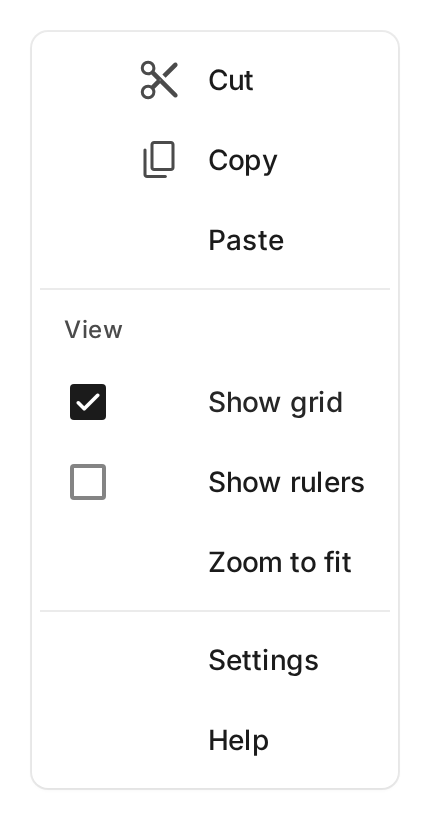 Cut
Copy
Paste
View
Show grid
Show rulers
Zoom to fit
Settings
Help